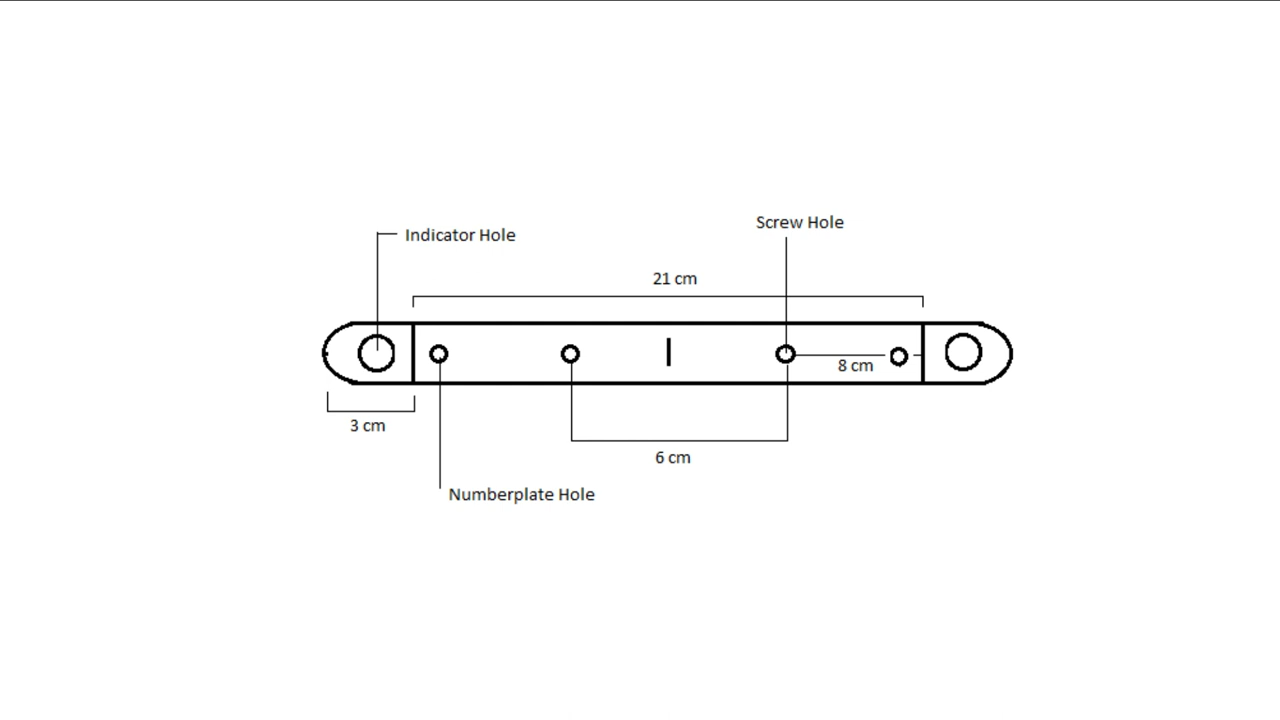 Screw Hole
Indicator Hole
21 cm
8 cm
3 cm
6 cm
Numberplate Hole